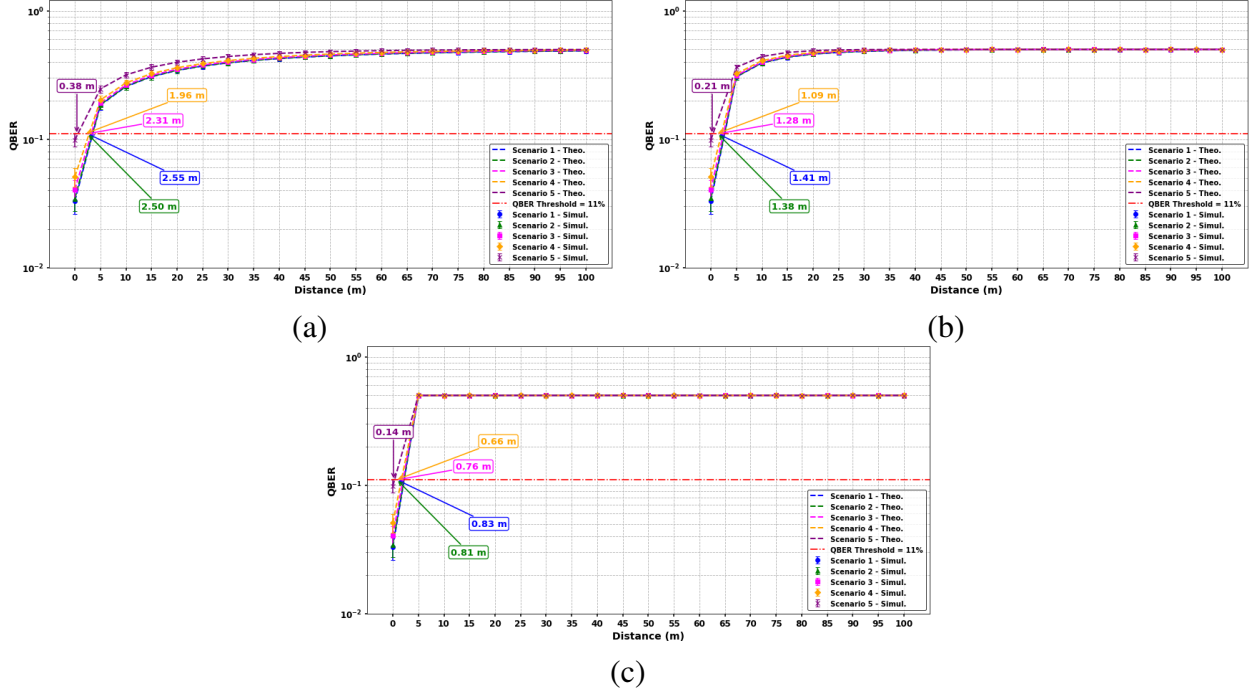 10⁰
10⁻¹
10⁻²
QBER
0.38 m
1.96 m
2.31 m
2.55 m
2.50 m
Scenario 1 - Theo.
Scenario 2 - Theo.
Scenario 3 - Theo.
Scenario 4 - Theo.
Scenario 5 - Theo.
QBER Threshold = 11%
Scenario 1 - Simul.
Scenario 2 - Simul.
Scenario 3 - Simul.
Scenario 4 - Simul.
Scenario 5 - Simul.
0 5 10 15 20 25 30 35 40 45 50 55 60 65 70 75 80 85 90 95 100
Distance (m)
(a)
10⁰
10⁻¹
10⁻²
QBER
0.21 m
1.09 m
1.28 m
1.41 m
1.38 m
Scenario 1 - Theo.
Scenario 2 - Theo.
Scenario 3 - Theo.
Scenario 4 - Theo.
Scenario 5 - Theo.
QBER Threshold = 11%
Scenario 1 - Simul.
Scenario 2 - Simul.
Scenario 3 - Simul.
Scenario 4 - Simul.
Scenario 5 - Simul.
0 5 10 15 20 25 30 35 40 45 50 55 60 65 70 75 80 85 90 95 100
Distance (m)
(b)
10⁰
10⁻¹
10⁻²
QBER
0.14 m
0.66 m
0.76 m
0.83 m
0.81 m
Scenario 1 - Theo.
Scenario 2 - Theo.
Scenario 3 - Theo.
Scenario 4 - Theo.
Scenario 5 - Theo.
QBER Threshold = 11%
Scenario 1 - Simul.
Scenario 2 - Simul.
Scenario 3 - Simul.
Scenario 4 - Simul.
Scenario 5 - Simul.
0 5 10 15 20 25 30 35 40 45 50 55 60 65 70 75 80 85 90 95 100
Distance (m)
(c)